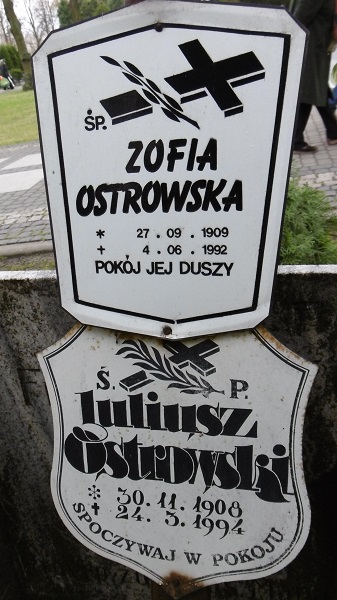 ŚP.
ZOFIA
OSTROWSKA
* 27.09.1909
+ 4.06.1992
POKÓJ JEJ DUSZY
Ś. P.
Juliusz
Ostrowski
* 30.11.1908
+ 24.3.1994
SPOCZYWAJ W POKOJU